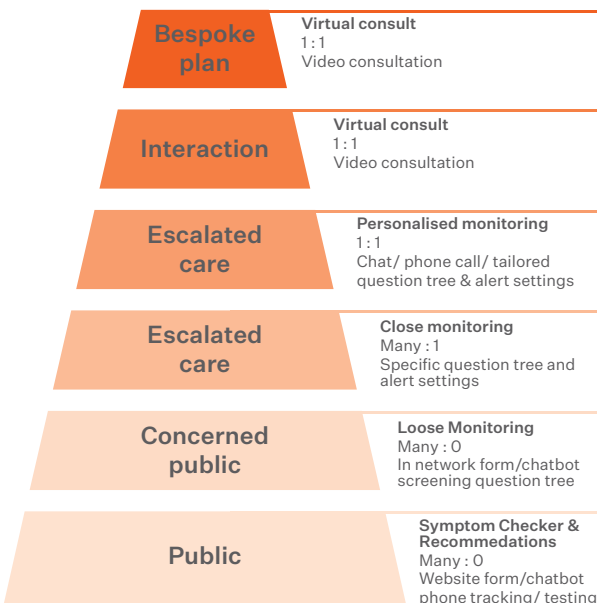 Bespoke
plan
Virtual consult
1 : 1
Video consultation
Interaction
Virtual consult
1 : 1
Video consultation
Escalated
care
Personalised monitoring
1 : 1
Chat/ phone call/ tailored
question tree & alert settings
Escalated
care
Close monitoring
Many : 1
Specific question tree and
alert settings
Concerned
public
Loose Monitoring
Many : 0
In network form/chatbot
screening question tree
Public
Symptom Checker &
Recommedations
Many : 0
Website form/chatbot
phone tracking/ testing